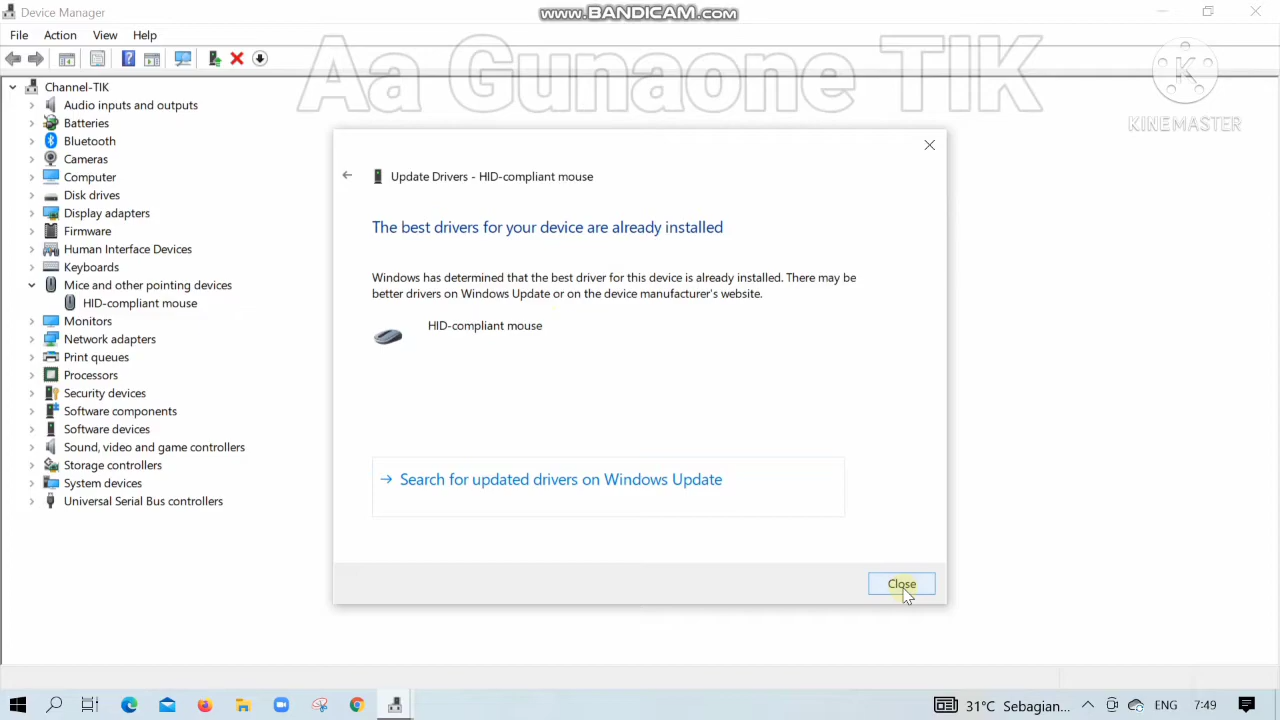 Device Manager
www.BANDICAM.com
File Action View Help
Aa Gunaone TIK
K
KINEMASTER
Channel-TIK
Audio inputs and outputs
Batteries
Bluetooth
Cameras
Computer
Disk drives
Display adapters
Firmware
Human Interface Devices
Keyboards
Mice and other pointing devices
HID-compliant mouse
Monitors
Network adapters
Print queues
Processors
Security devices
Software components
Software devices
Sound, video and game controllers
Storage controllers
System devices
Universal Serial Bus controllers
Update Drivers - HID-compliant mouse
The best drivers for your device are already installed
Windows has determined that the best driver for this device is already installed. There may be
better drivers on Windows Update or on the device manufacturer's website.
HID-compliant mouse
Search for updated drivers on Windows Update
Close
31°C Sebagian... ENG 7:49